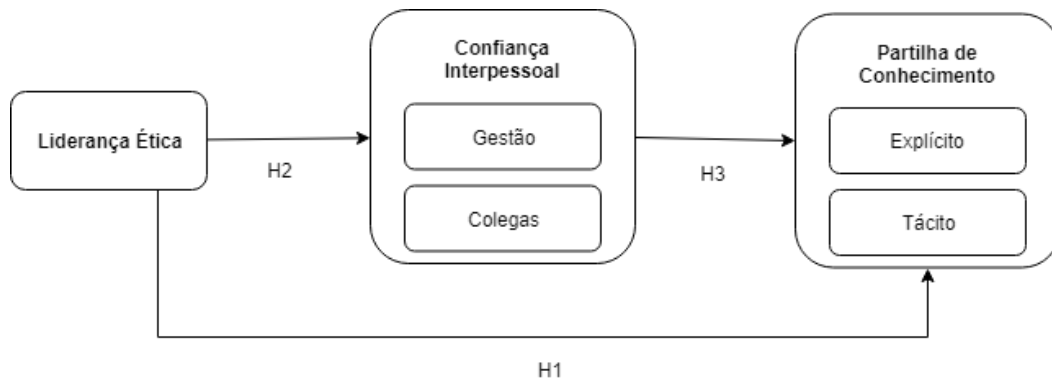 Liderança Ética
H2
Confiança
Interpessoal
Gestão
Colegas
H3
Partilha de
Conhecimento
Explícito
Tácito
H1